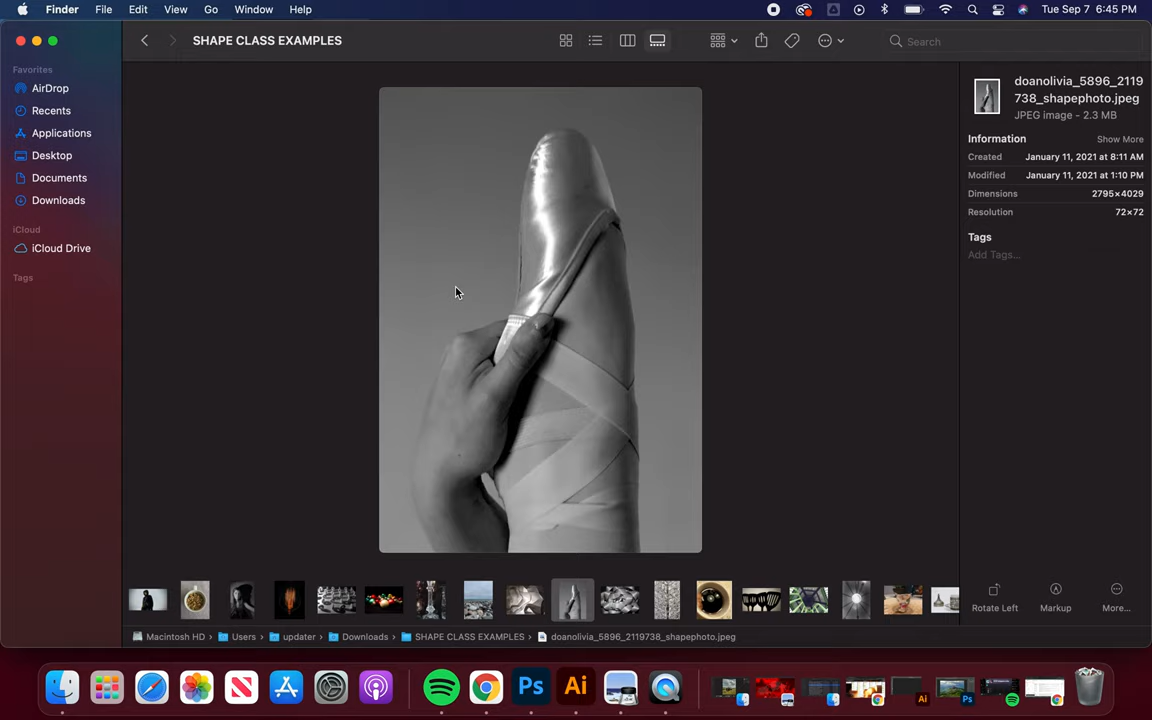 Finder File Edit View Go Window Help Tue Sep 7 6:45 PM
SHAPE CLASS EXAMPLES
Search
Favorites
AirDrop
Recents
Applications
Desktop
Documents
Downloads
iCloud
iCloud Drive
Tags
doanolivia_5896_2119
738_shapephoto.jpeg
JPEG image - 2.3 MB
Information Show More
Created January 11, 2021 at 8:11 AM
Modified January 11, 2021 at 1:10 PM
Dimensions 2795×4029
Resolution 72×72
Tags
Add Tags...
Rotate Left Markup More...
Macintosh HD › Users › updater › Downloads › SHAPE CLASS EXAMPLES › doanolivia_5896_2119738_shapephoto.jpeg
Ps Ai